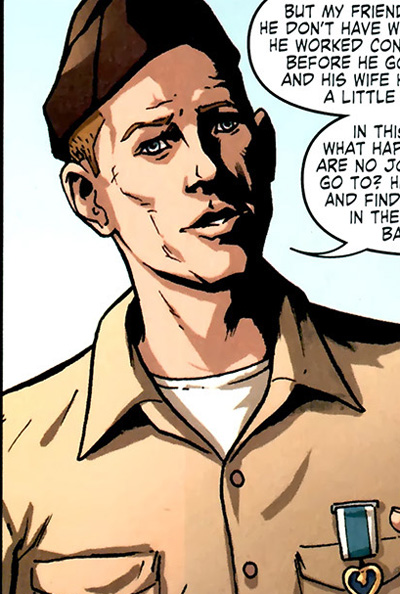 BUT MY FRIEND
HE DON'T HAVE W
HE WORKED CON
BEFORE HE GO
AND HIS WIFE H
A LITTLE
IN THIS
WHAT HAP
ARE NO JO
GO TO? H
AND FIND
IN THE
BA